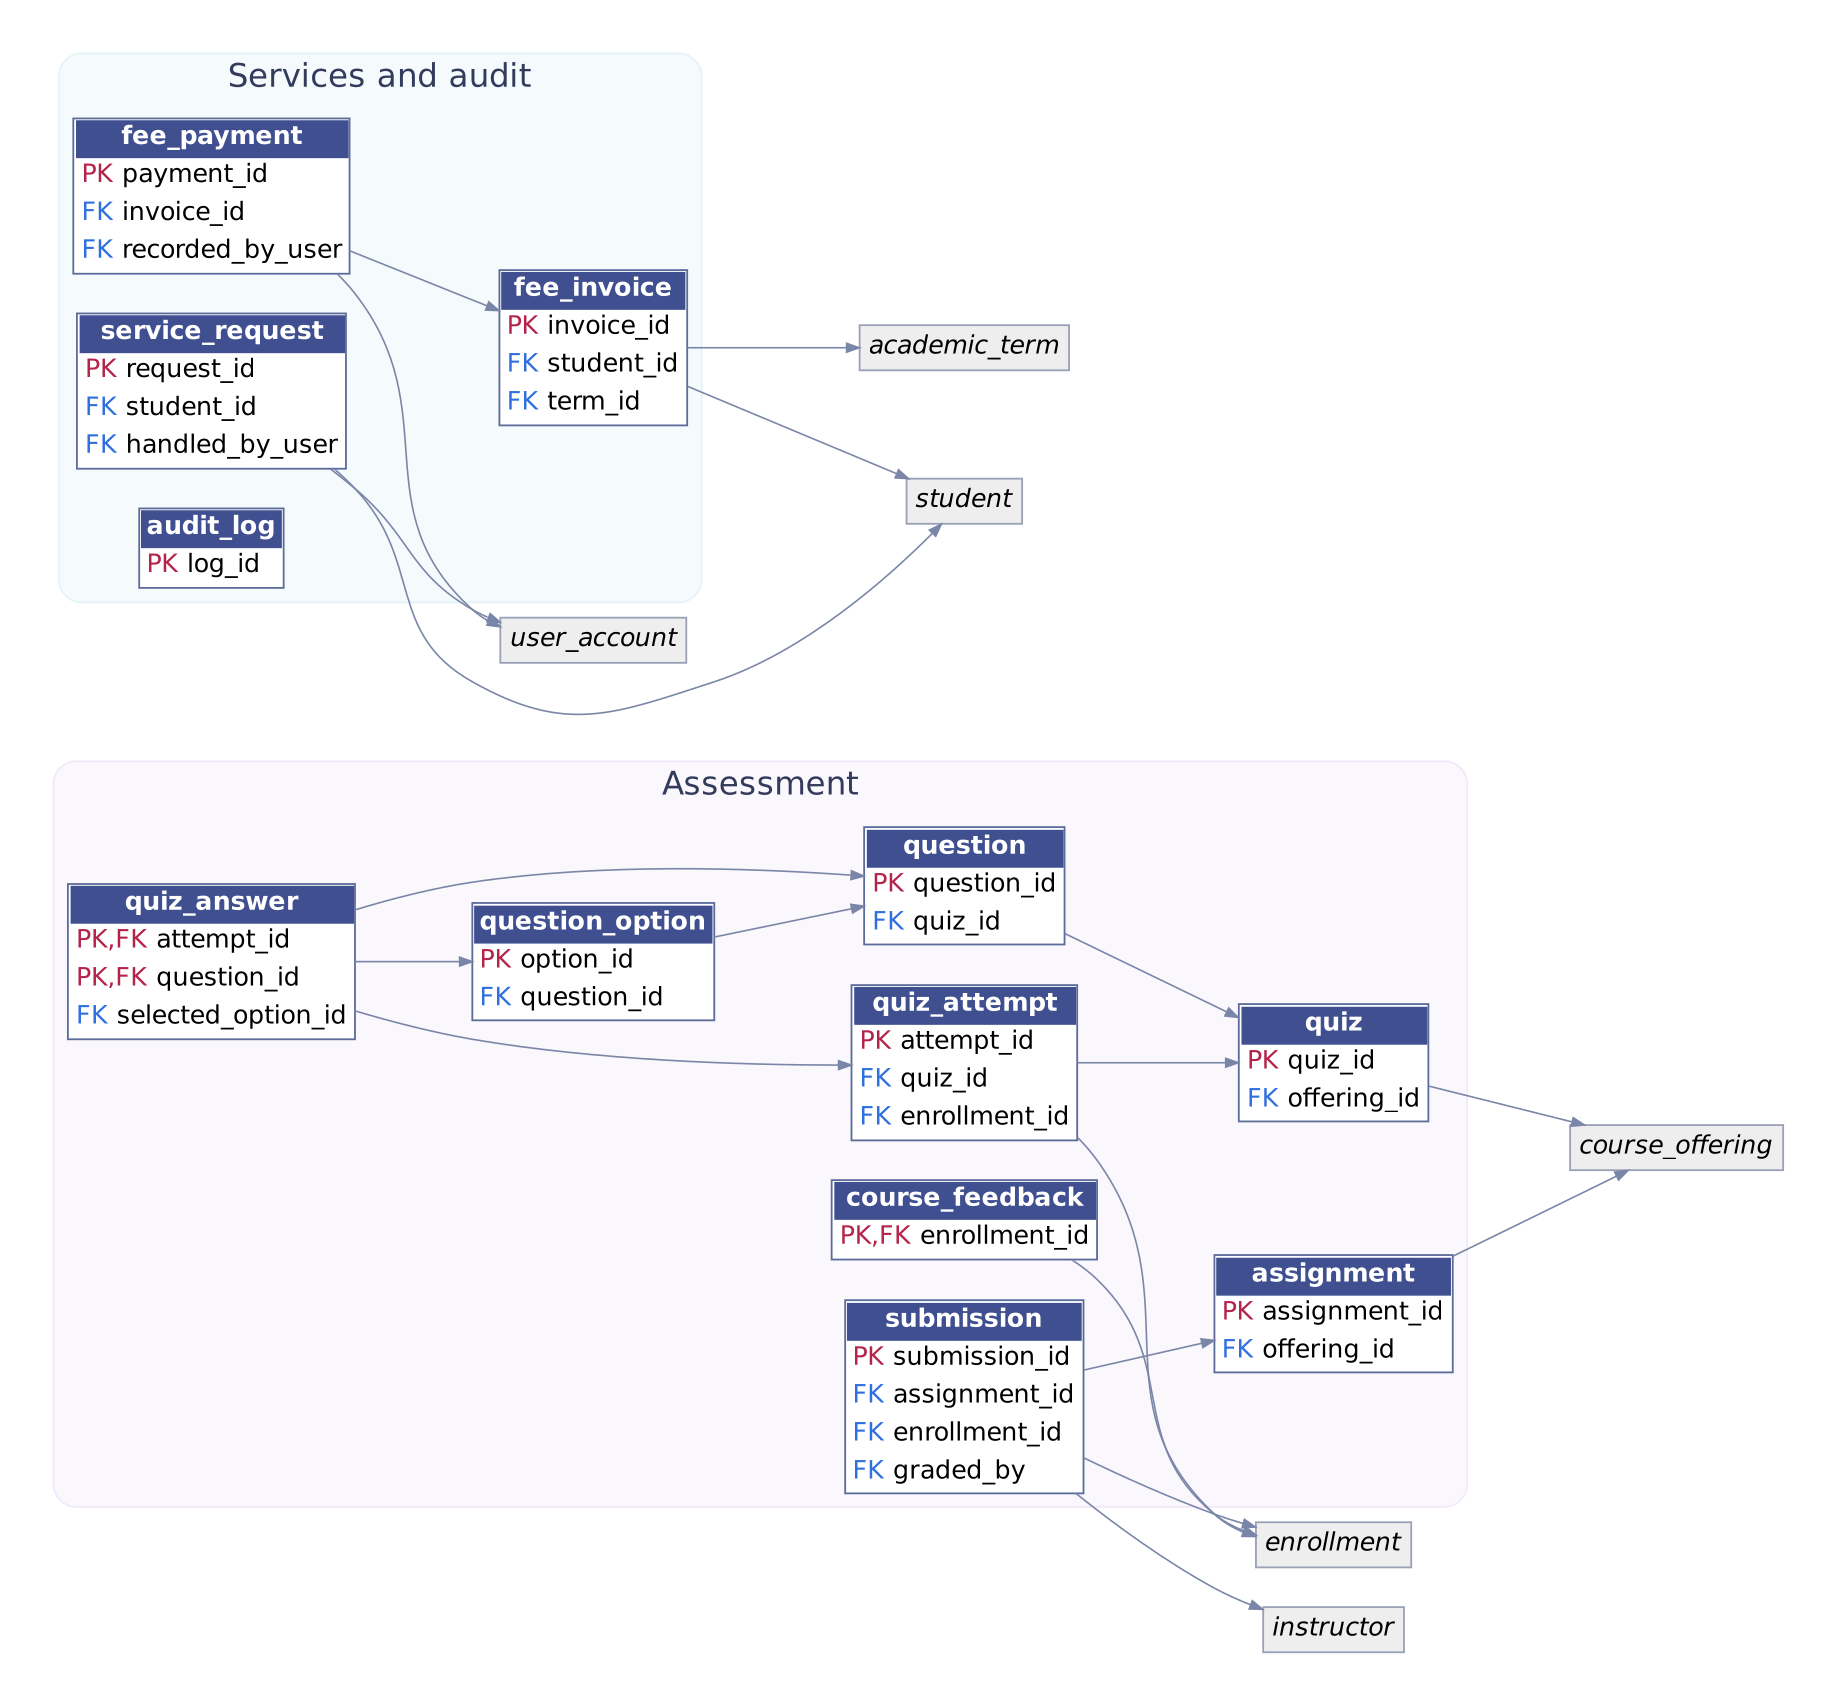 Services and audit
fee_payment
PK payment_id
FK invoice_id
FK recorded_by_user
service_request
PK request_id
FK student_id
FK handled_by_user
audit_log
PK log_id
fee_invoice
PK invoice_id
FK student_id
FK term_id
academic_term
student
user_account
Assessment
quiz_answer
PK,FK attempt_id
PK,FK question_id
FK selected_option_id
question_option
PK option_id
FK question_id
question
PK question_id
FK quiz_id
quiz_attempt
PK attempt_id
FK quiz_id
FK enrollment_id
course_feedback
PK,FK enrollment_id
submission
PK submission_id
FK assignment_id
FK enrollment_id
FK graded_by
quiz
PK quiz_id
FK offering_id
assignment
PK assignment_id
FK offering_id
course_offering
enrollment
instructor